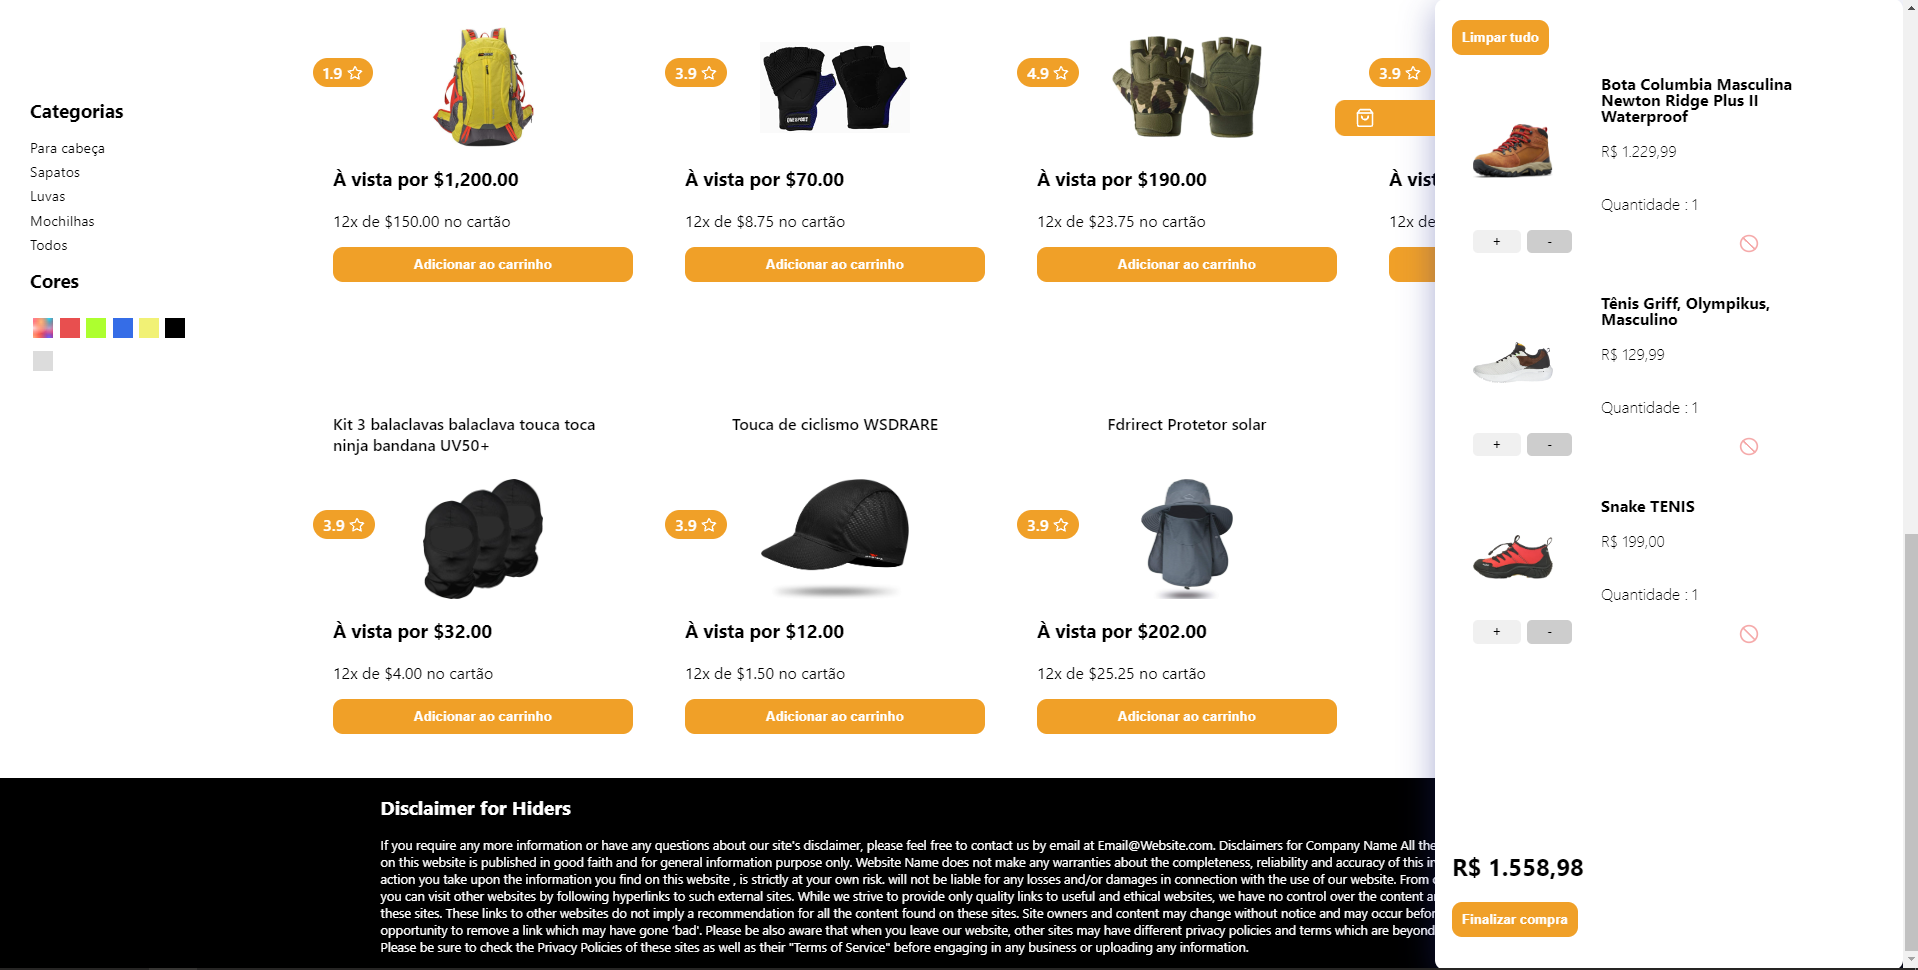 Categorias
Para cabeça
Sapatos
Luvas
Mochilhas
Todos
Cores
1.9
À vista por $1,200.00
12x de $150.00 no cartão
Adicionar ao carrinho
3.9
À vista por $70.00
12x de $8.75 no cartão
Adicionar ao carrinho
4.9
À vista por $190.00
12x de $23.75 no cartão
Adicionar ao carrinho
3.9
À vist
12x de
Kit 3 balaclavas balaclava touca toca
ninja bandana UV50+
3.9
À vista por $32.00
12x de $4.00 no cartão
Adicionar ao carrinho
Touca de ciclismo WSDRARE
3.9
À vista por $12.00
12x de $1.50 no cartão
Adicionar ao carrinho
Fdrirect Protetor solar
3.9
À vista por $202.00
12x de $25.25 no cartão
Adicionar ao carrinho
Disclaimer for Hiders
If you require any more information or have any questions about our site's disclaimer, please feel free to contact us by email at Email@Website.com. Disclaimers for Company Name All the
on this website is published in good faith and for general information purpose only. Website Name does not make any warranties about the completeness, reliability and accuracy of this in
action you take upon the information you find on this website , is strictly at your own risk. will not be liable for any losses and/or damages in connection with the use of our website. From
you can visit other websites by following hyperlinks to such external sites. While we strive to provide only quality links to useful and ethical websites, we have no control over the content
these sites. These links to other websites do not imply a recommendation for all the content found on these sites. Site owners and content may change without notice and may occur befor
opportunity to remove a link which may have gone 'bad'. Please be also aware that when you leave our website, other sites may have different privacy policies and terms which are beyond
Please be sure to check the Privacy Policies of these sites as well as their "Terms of Service" before engaging in any business or uploading any information.
Limpar tudo
Bota Columbia Masculina
Newton Ridge Plus II
Waterproof
R$ 1.229,99
Quantidade : 1
+ -
Tênis Griff, Olympikus,
Masculino
R$ 129,99
Quantidade : 1
+ -
Snake TENIS
R$ 199,00
Quantidade : 1
+ -
R$ 1.558,98
Finalizar compra